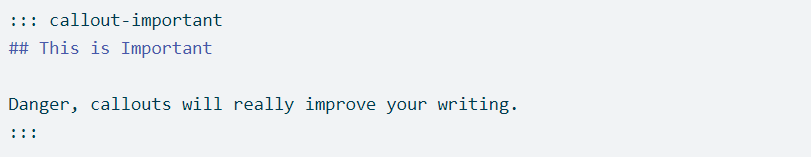 ::: callout-important
## This is Important

Danger, callouts will really improve your writing.
:::